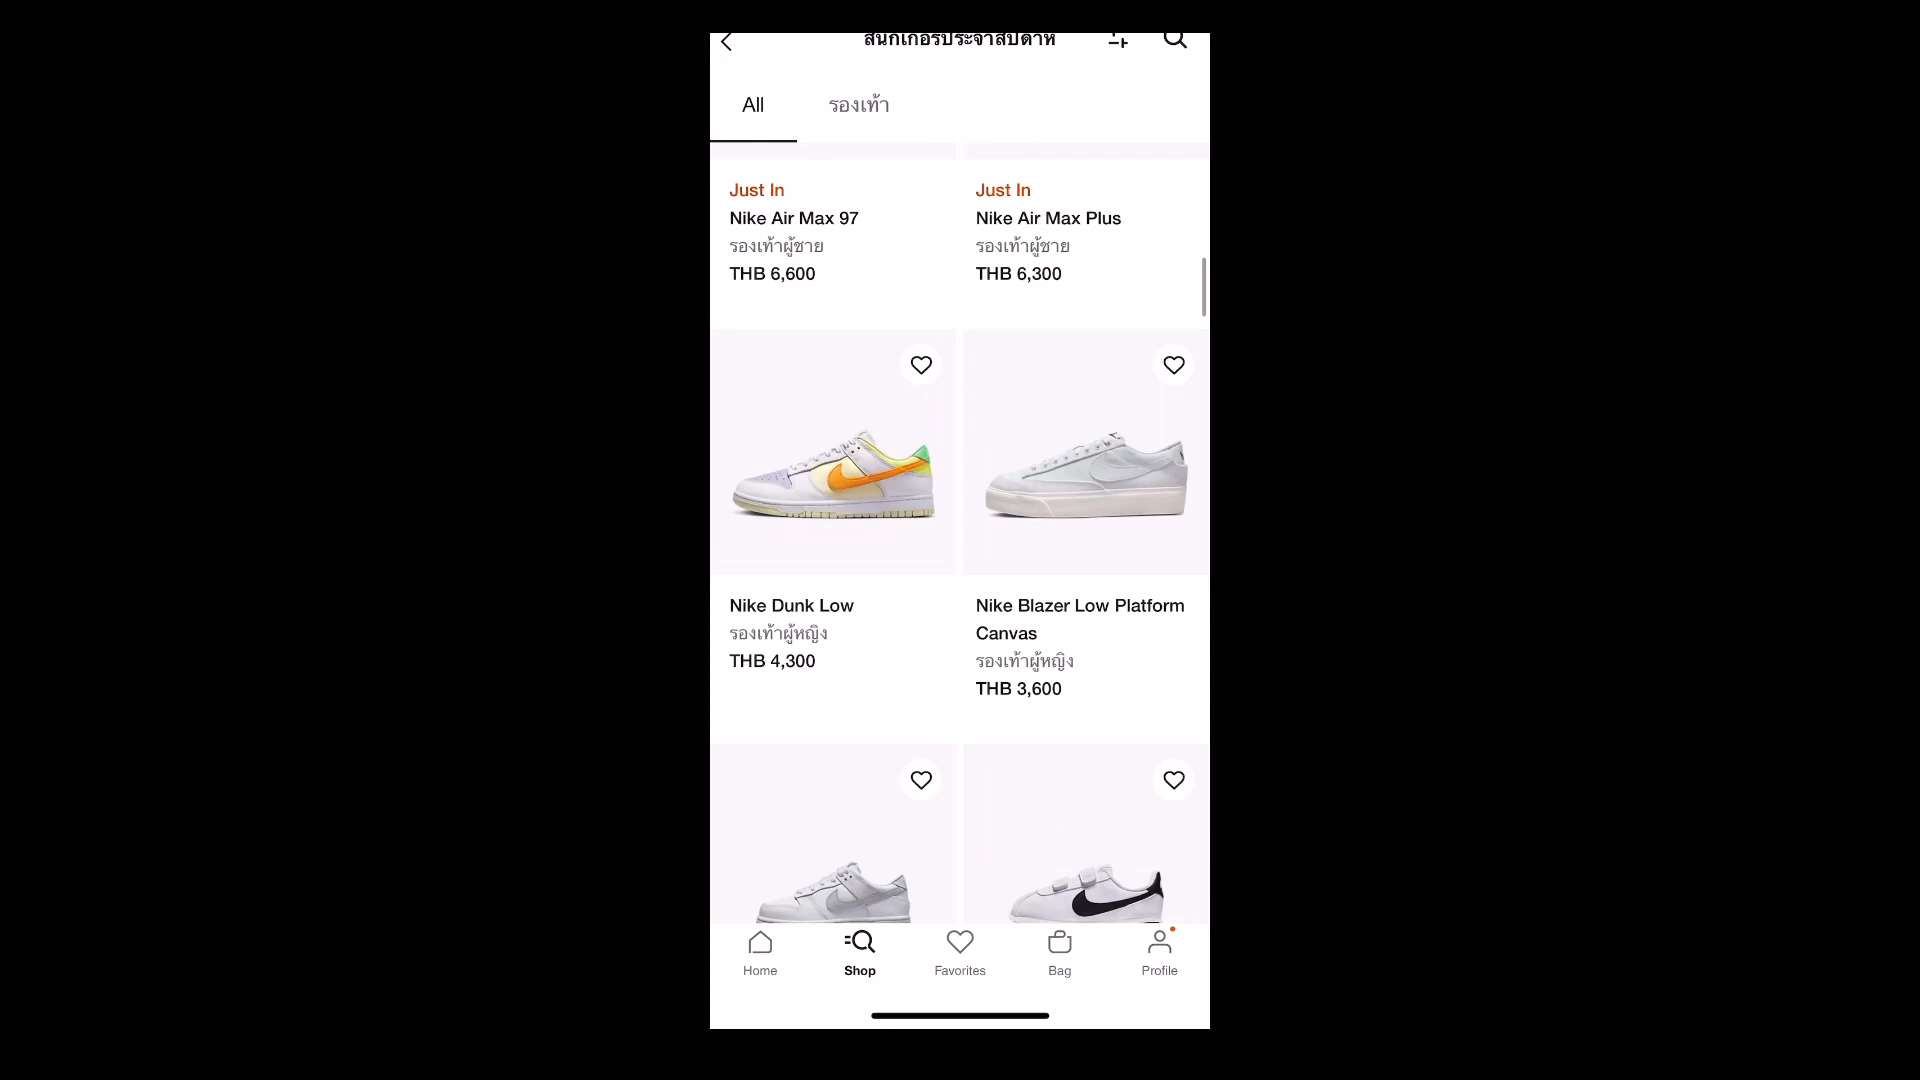 สนีกเกอร์ประจำสัปดาห์
All
รองเท้า
Just In
Nike Air Max 97
รองเท้าผู้ชาย
THB 6,600
Just In
Nike Air Max Plus
รองเท้าผู้ชาย
THB 6,300
Nike Dunk Low
รองเท้าผู้หญิง
THB 4,300
Nike Blazer Low Platform
Canvas
รองเท้าผู้หญิง
THB 3,600
Home
Shop
Favorites
Bag
Profile